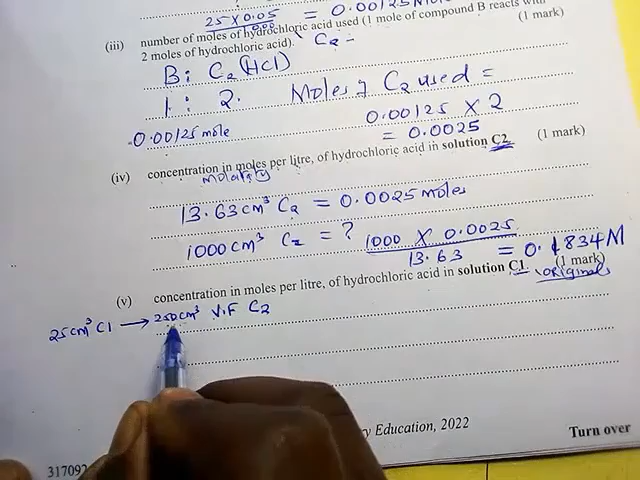 25 X 0.05 = 0.00125 Mol
1000
(iii) number of moles of hydrochloric acid used (1 mole of compound B reacts with
2 moles of hydrochloric acid). C2 = (1 mark)
B : C2 (HCl)
1 : 2. Moles of C2 used =
0.00125 mole 0.00125 X 2
= 0.0025
(iv) concentration in moles per litre, of hydrochloric acid in solution C2 (1 mark)
molarity
13.63cm³ C2 = 0.0025 moles
1000cm³ C2 = ? 1000 X 0.0025 = 0.1834M
13.63
(1 mark)
(v) concentration in moles per litre, of hydrochloric acid in solution C1 original
25cm³ C1 → 250cm³ V.F C2
Education, 2022
Turn over
317092